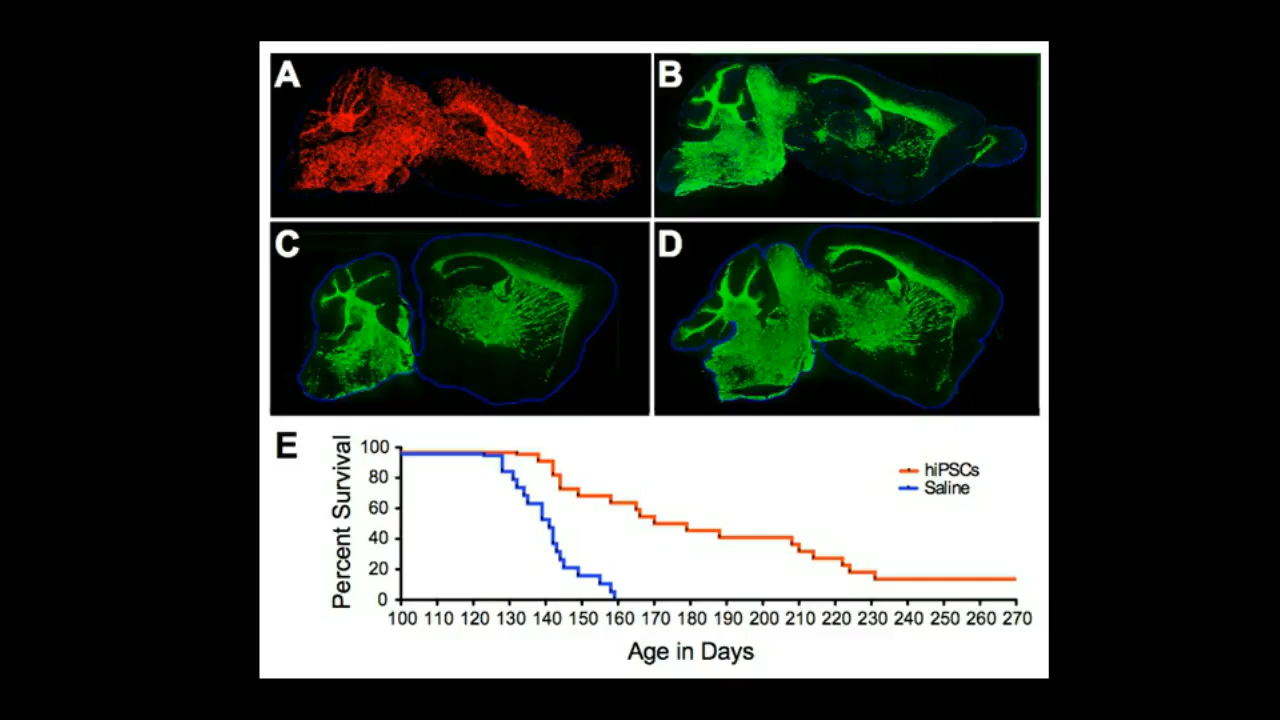 A
B
C
D
E
Percent Survival
100
80
60
40
20
0
hiPSCs
Saline
100 110 120 130 140 150 160 170 180 190 200 210 220 230 240 250 260 270
Age in Days